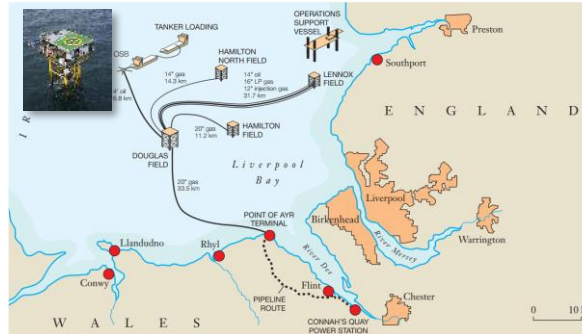 TANKER LOADING
OSB
OPERATIONS
SUPPORT
VESSEL
Preston
Southport
HAMILTON
NORTH FIELD
14" gas
14.3 km
14" oil
16" LP gas
12" injection gas
31.7 km
LENNOX
FIELD
ENGLAND
oil
8 km
20" gas
11.2 km
HAMILTON
FIELD
DOUGLAS
FIELD
Liverpool
Bay
20" gas
33.5 km
Liverpool
Birkenhead
River Mersey
Warrington
POINT OF AYR
TERMINAL
Llandudno
Rhyl
River Dee
Conwy
Flint
Chester
PIPELINE
ROUTE
CONNAH'S QUAY
POWER STATION
WALES
0 10